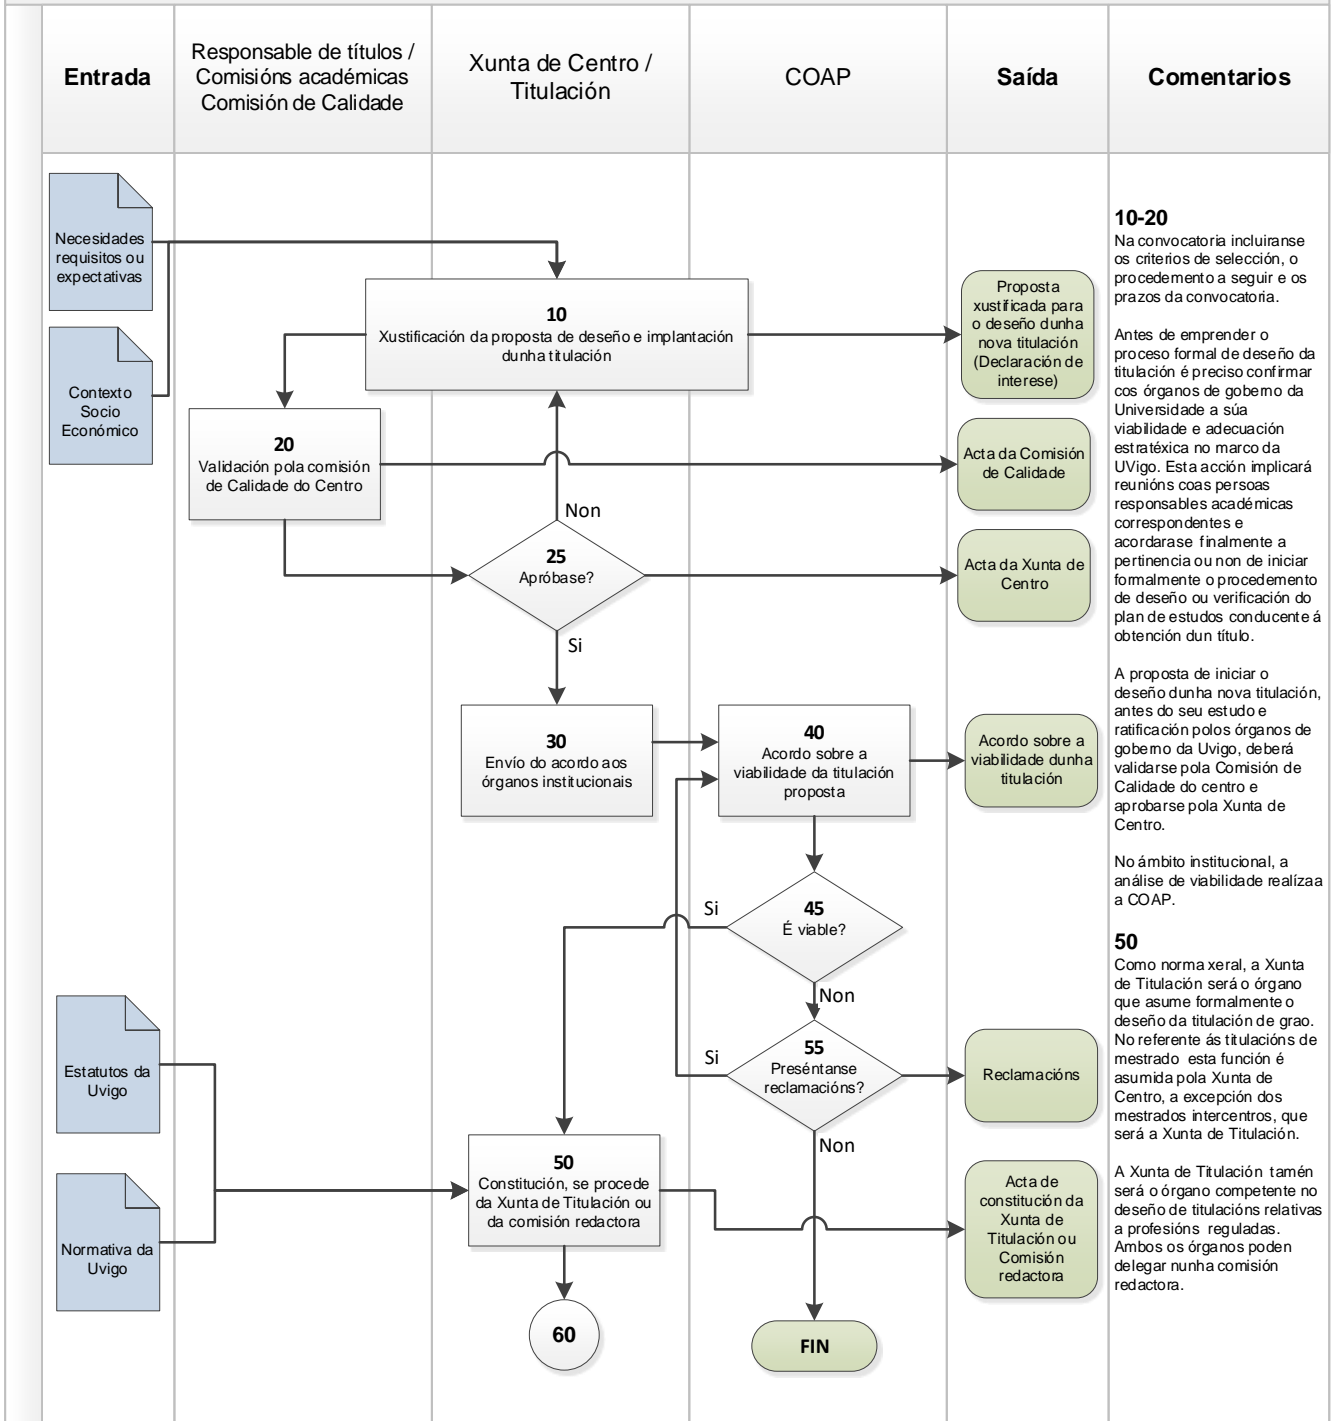 Entrada
Responsable de títulos /
Comisións académicas
Comisión de Calidade
Xunta de Centro /
Titulación
COAP
Saída
Comentarios
Necesidades
requisitos ou
expectativas
Contexto
Socio
Económico
10
Xustificación da proposta de deseño e implantación
dunha titulación
Proposta
xustificada para
o deseño dunha
nova titulación
(Declaración de
interese)
20
Validación pola comisión
de Calidade do Centro
Acta da Comisión
de Calidade
Non
25
Apróbase?
Acta da Xunta de
Centro
Si
30
Envío do acordo aos
órganos institucionais
40
Acordo sobre a
viabilidade da titulación
proposta
Acordo sobre a
viabilidade dunha
titulación
Si
45
É viable?
Non
Si
55
Preséntanse
reclamacións?
Reclamacións
Non
Estatutos da
Uvigo
Normativa da
Uvigo
50
Constitución, se procede
da Xunta de Titulación ou
da comisión redactora
Acta de
constitución da
Xunta de
Titulación ou
Comisión
redactora
60
FIN
10-20
Na convocatoria incluiranse
os criterios de selección, o
procedemento a seguir e os
prazos da convocatoria.
Antes de emprender o
proceso formal de deseño da
titulación é preciso confirmar
cos órganos de goberno da
Universidade a súa
viabilidade e adecuación
estratéxica no marco da
UVigo. Esta acción implicará
reunións coas persoas
responsables académicas
correspondentes e
acordarase finalmente a
pertinencia ou non de iniciar
formalmente o procedemento
de deseño ou verificación do
plan de estudos conducente á
obtención dun título.
A proposta de iniciar o
deseño dunha nova titulación,
antes do seu estudo e
ratificación polos órganos de
goberno da Uvigo, deberá
validarse pola Comisión de
Calidade do centro e
aprobarse pola Xunta de
Centro.
No ámbito institucional, a
análise de viabilidade realízaa
a COAP.
50
Como norma xeral, a Xunta
de Titulación será o órgano
que asume formalmente o
deseño da titulación de grao.
No referente ás titulacións de
mestrado esta función é
asumida pola Xunta de
Centro, a excepción dos
mestrados intercentros, que
será a Xunta de Titulación.
A Xunta de Titulación tamén
será o órgano competente no
deseño de titulacións relativas
a profesións reguladas.
Ambos os órganos poden
delegar nunha comisión
redactora.